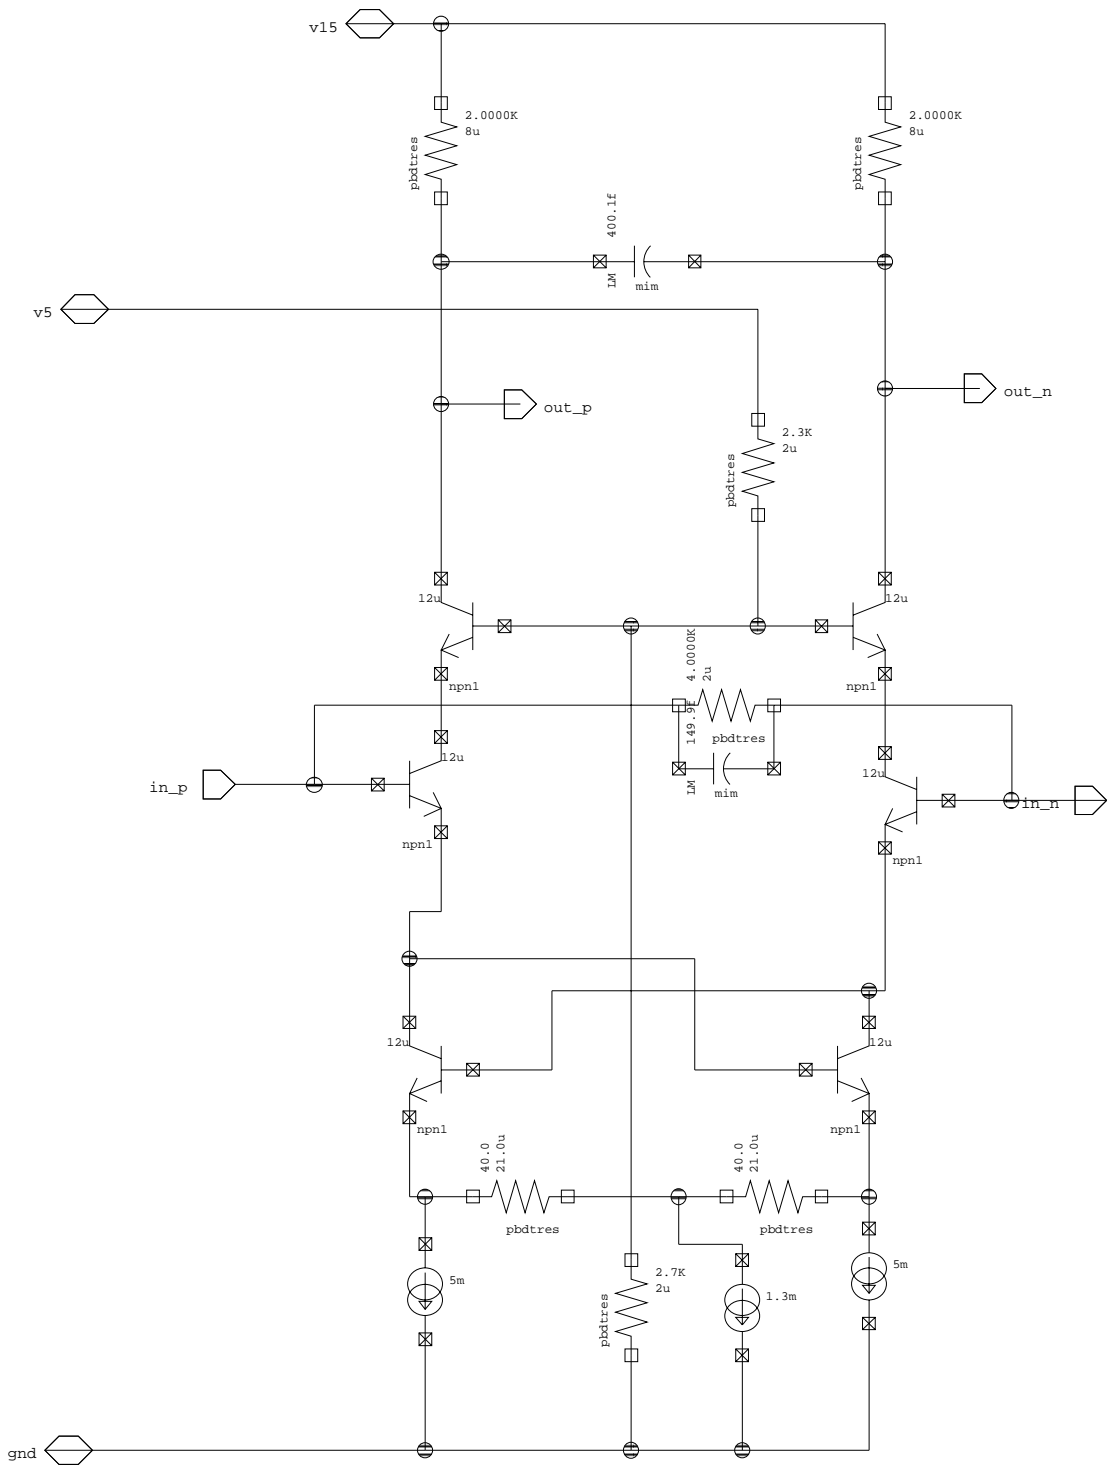 v15
2.0000K
8u
pbdtres
2.0000K
8u
pbdtres
400.1f
LM
mim
v5
out_p
out_n
2.3K
2u
pbdtres
12u
npn1
12u
npn1
4.0000K
2u
pbdtres
149.9f
LM
mim
in_p
12u
npn1
12u
npn1
in_n
12u
npn1
12u
npn1
40.0
21.0u
pbdtres
40.0
21.0u
pbdtres
5m
2.7K
2u
pbdtres
1.3m
5m
gnd